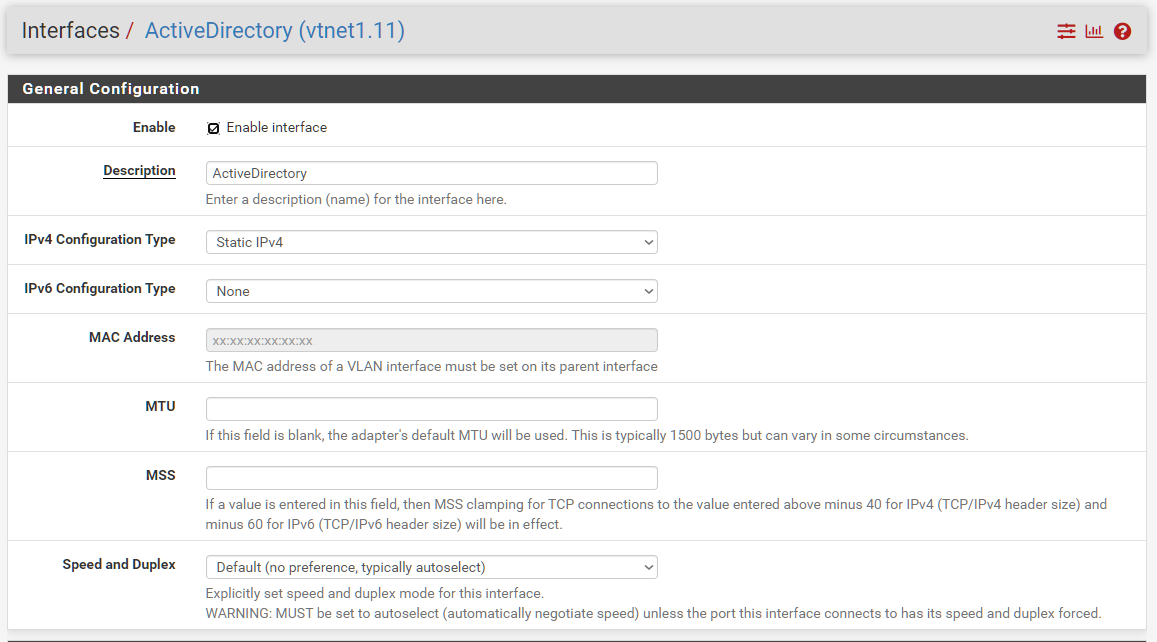 Interfaces / ActiveDirectory (vtnet1.11)
General Configuration
Enable
Enable interface
Description
ActiveDirectory
Enter a description (name) for the interface here.
IPv4 Configuration Type
Static IPv4
IPv6 Configuration Type
None
MAC Address
xx:xx:xx:xx:xx:xx
The MAC address of a VLAN interface must be set on its parent interface
MTU
If this field is blank, the adapter's default MTU will be used. This is typically 1500 bytes but can vary in some circumstances.
MSS
If a value is entered in this field, then MSS clamping for TCP connections to the value entered above minus 40 for IPv4 (TCP/IPv4 header size) and
minus 60 for IPv6 (TCP/IPv6 header size) will be in effect.
Speed and Duplex
Default (no preference, typically autoselect)
Explicitly set speed and duplex mode for this interface.
WARNING: MUST be set to autoselect (automatically negotiate speed) unless the port this interface connects to has its speed and duplex forced.